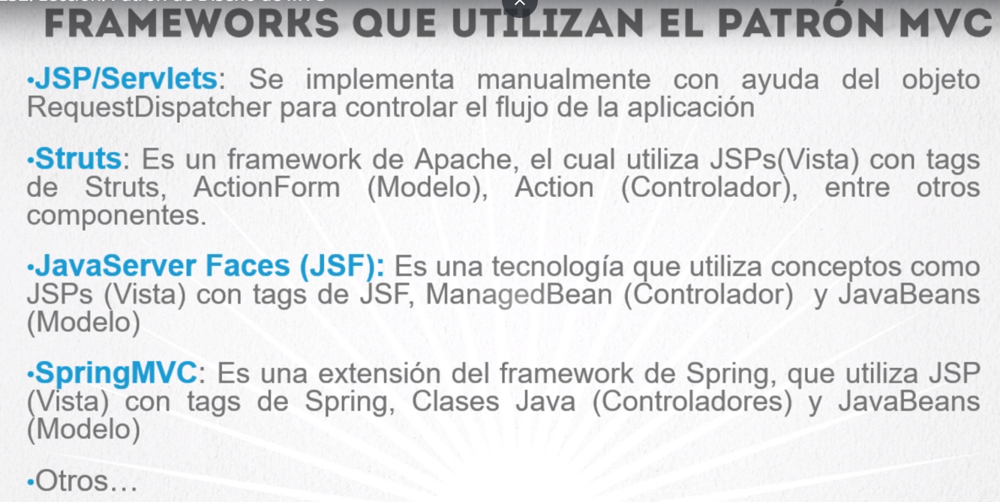 FRAMEWORKS QUE UTILIZAN EL PATRÓN MVC
•JSP/Servlets: Se implementa manualmente con ayuda del objeto
RequestDispatcher para controlar el flujo de la aplicación
•Struts: Es un framework de Apache, el cual utiliza JSPs(Vista) con tags
de Struts, ActionForm (Modelo), Action (Controlador), entre otros
componentes.
•JavaServer Faces (JSF): Es una tecnología que utiliza conceptos como
JSPs (Vista) con tags de JSF, ManagedBean (Controlador) y JavaBeans
(Modelo)
•SpringMVC: Es una extensión del framework de Spring, que utiliza JSP
(Vista) con tags de Spring, Clases Java (Controladores) y JavaBeans
(Modelo)
•Otros...